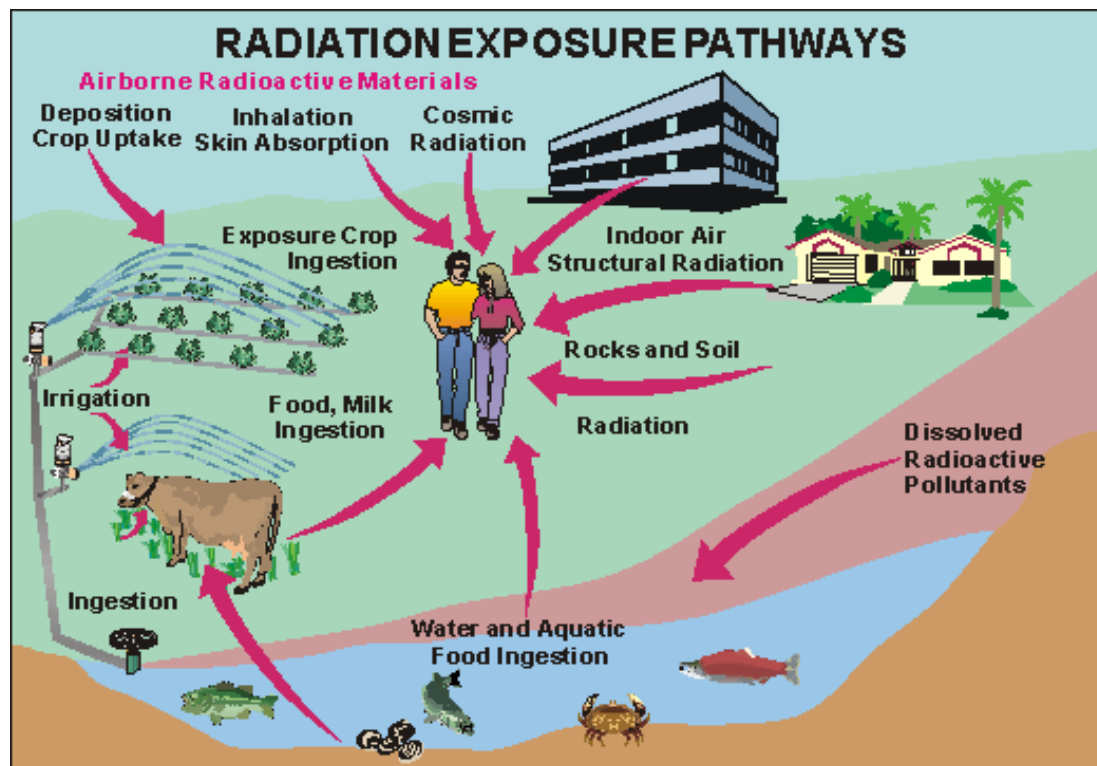 RADIATION EXPOSURE PATHWAYS
Airborne Radioactive Materials
Deposition
Crop Uptake
Inhalation
Skin Absorption
Cosmic
Radiation
Exposure Crop
Ingestion
Indoor Air
Structural Radiation
Rocks and Soil
Radiation
Irrigation
Food, Milk
Ingestion
Dissolved
Radioactive
Pollutants
Ingestion
Water and Aquatic
Food Ingestion